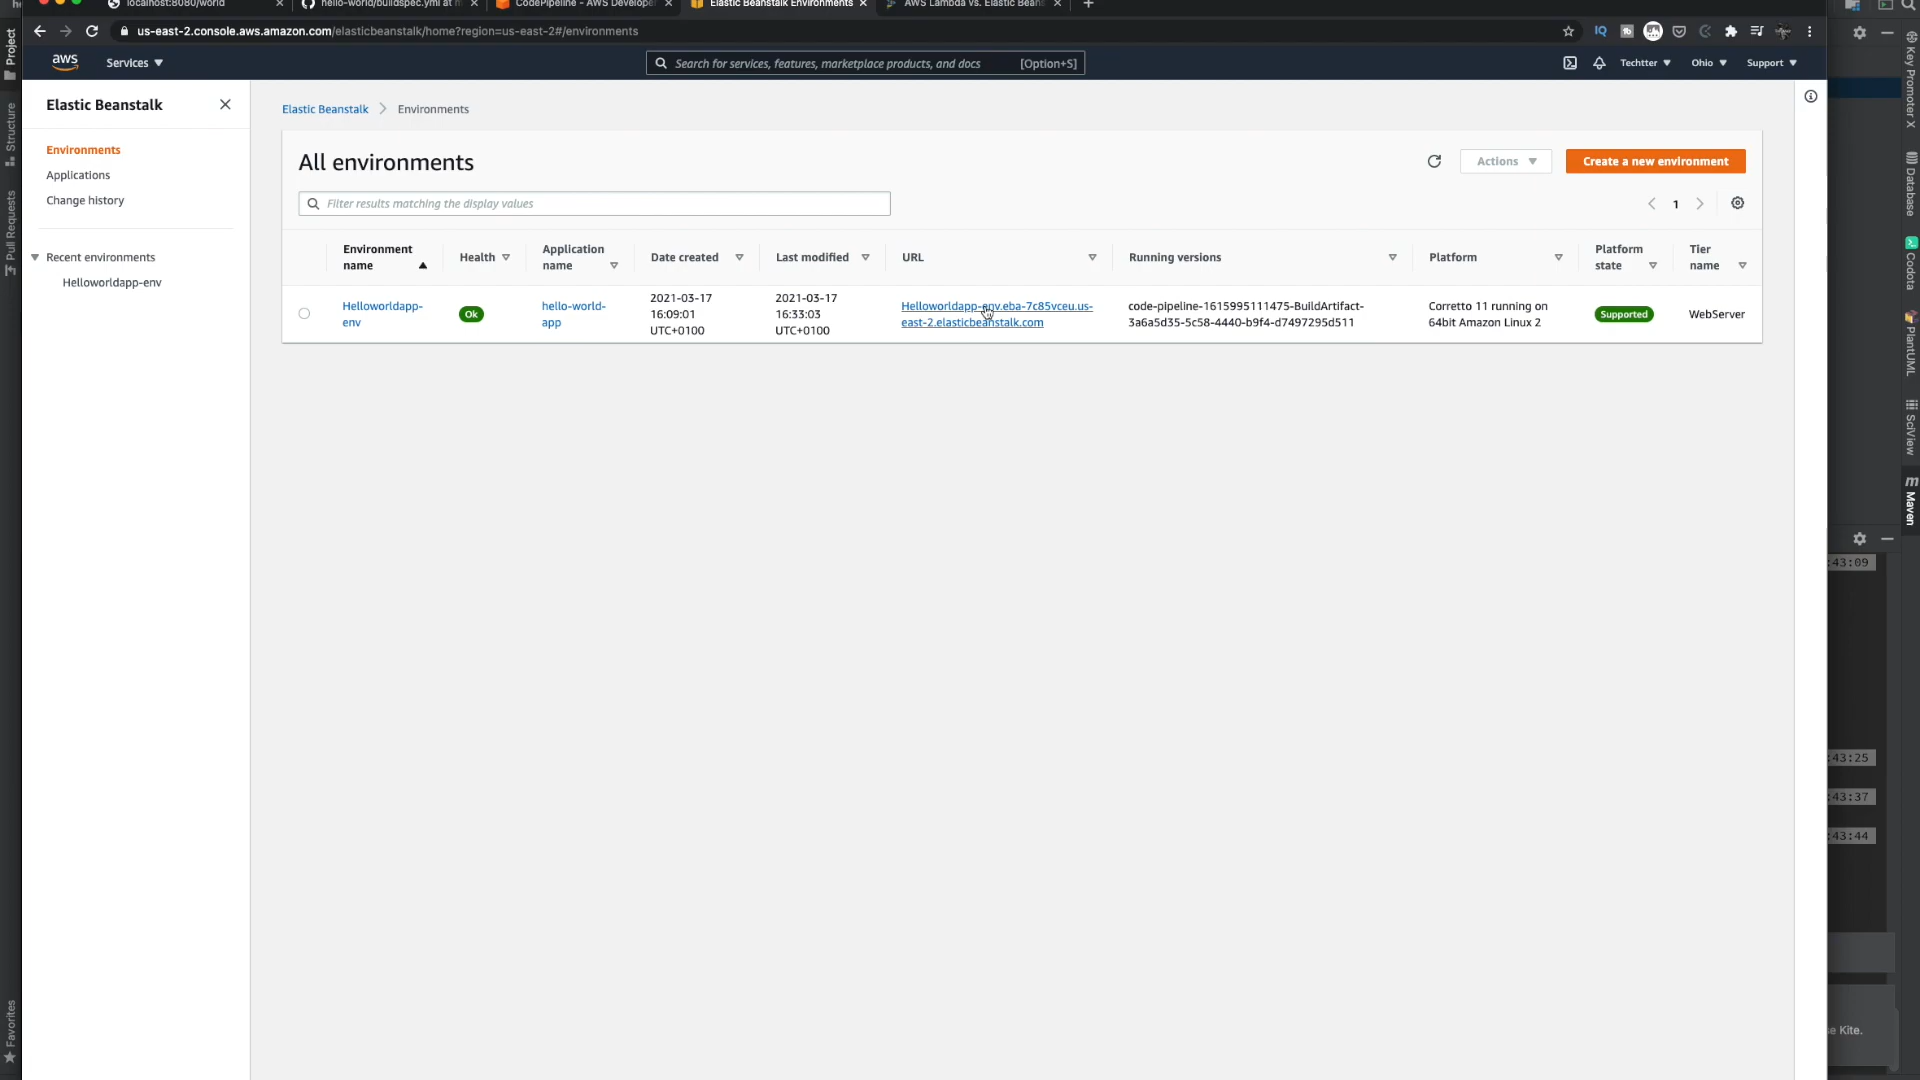 localhost:8080/world
hello-world/buildspec.yml at m
CodePipeline - AWS Developer
Elastic Beanstalk Environments
AWS Lambda vs. Elastic Beans
us-east-2.console.aws.amazon.com/elasticbeanstalk/home?region=us-east-2#/environments
aws
Services
Search for services, features, marketplace products, and docs
[Option+S]
Techtter
Ohio
Support
Elastic Beanstalk
Environments
Applications
Change history
Recent environments
Helloworldapp-env
Elastic Beanstalk
Environments
All environments
Actions
Create a new environment
Filter results matching the display values
1
Environment
name
Health
Application
name
Date created
Last modified
URL
Running versions
Platform
Platform
state
Tier
name
Helloworldapp-
env
Ok
hello-world-
app
2021-03-17
16:09:01
UTC+0100
2021-03-17
16:33:03
UTC+0100
Helloworldapp-env.eba-7c85vceu.us-
east-2.elasticbeanstalk.com
code-pipeline-1615995111475-BuildArtifact-
3a6a5d35-5c58-4440-b9f4-d7497295d511
Corretto 11 running on
64bit Amazon Linux 2
Supported
WebServer
Project
Structure
Pull Requests
Favorites
Key Promoter X
Database
Codota
PlantUML
SciView
Maven
:43:09
:43:25
:43:37
:43:44
se Kite.